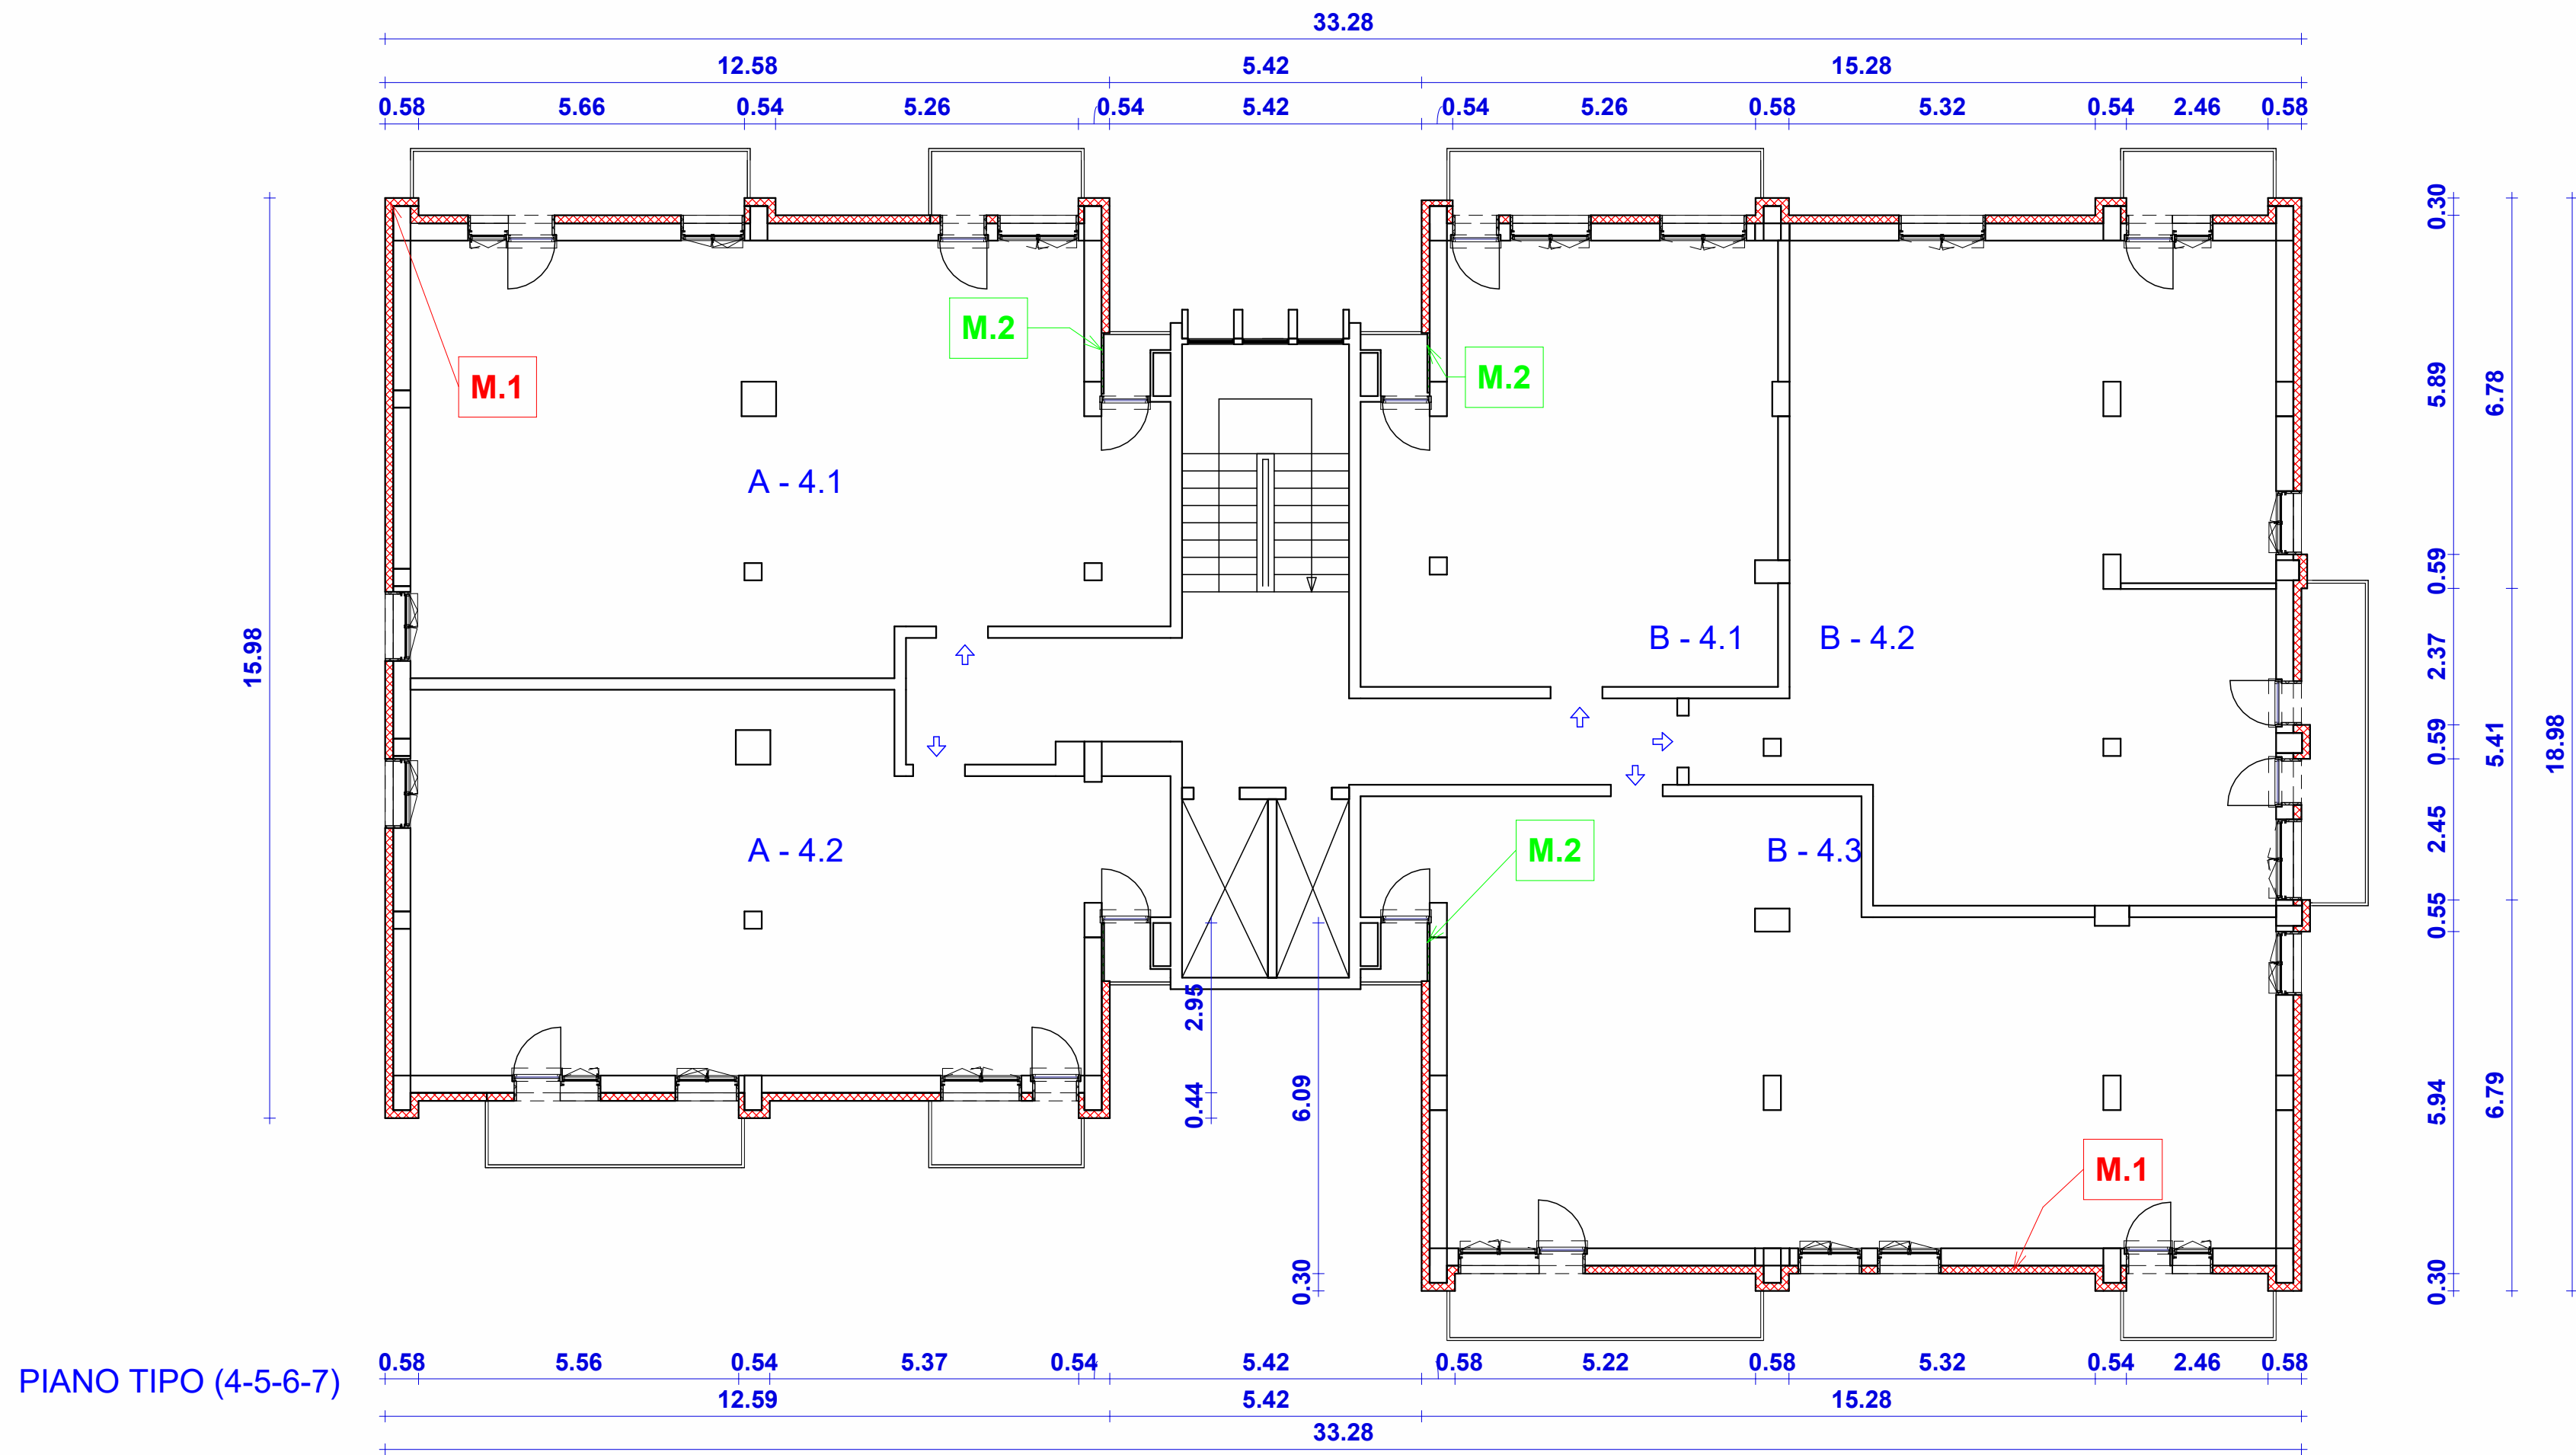 33.28
12.58 5.42 15.28
0.58 5.66 0.54 5.26 0.54 5.42 0.54 5.26 0.58 5.32 0.54 2.46 0.58
0.30
M.2
M.2
M.1
5.89
6.78
A - 4.1
0.59
15.98
B - 4.1
B - 4.2
2.37
0.59
5.41
18.98
A - 4.2
M.2
B - 4.3
2.45
0.55
2.95
0.44
6.09
5.94
6.79
M.1
0.30
0.30
0.58 5.56 0.54 5.37 0.54 5.42 0.58 5.22 0.58 5.32 0.54 2.46 0.58
PIANO TIPO (4-5-6-7)
12.59 5.42 15.28
33.28